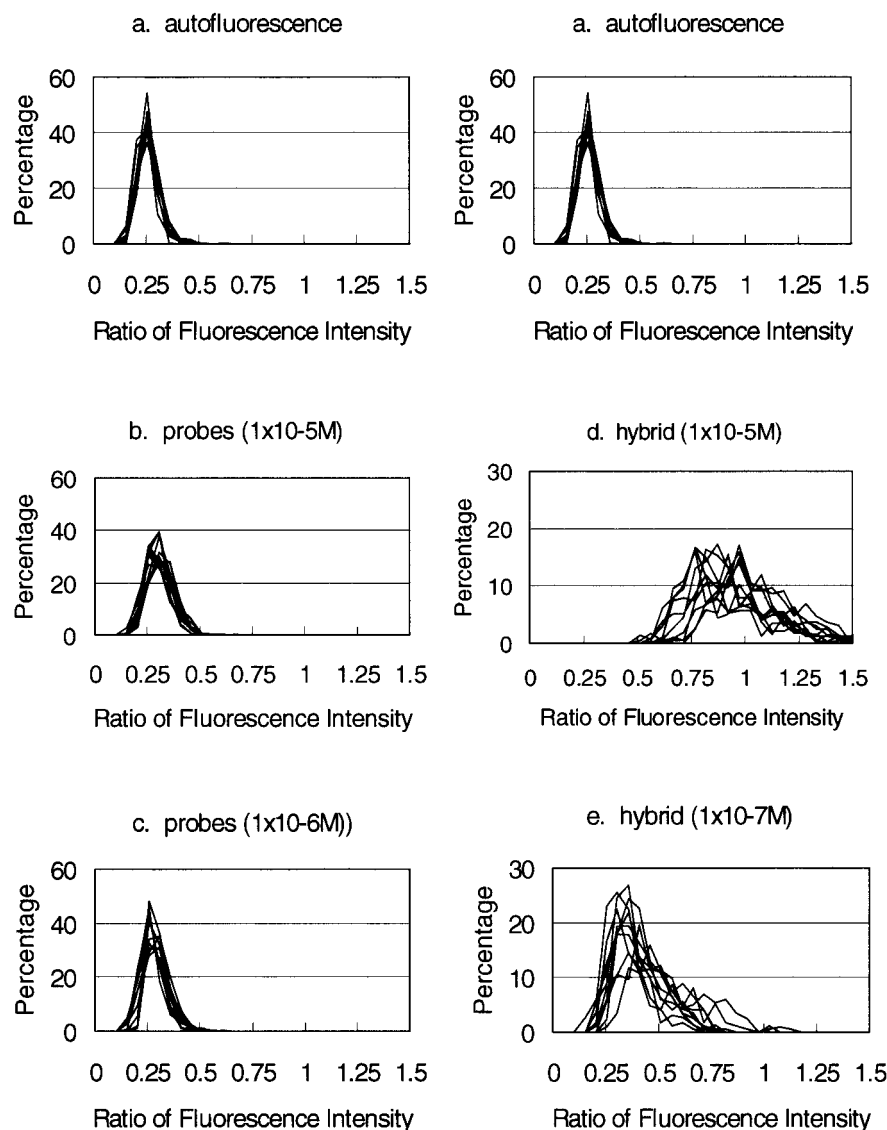 a. autofluorescence
60
40
20
0
Percentage
0 0.25 0.5 0.75 1 1.25 1.5
Ratio of Fluorescence Intensity
a. autofluorescence
60
40
20
0
Percentage
0 0.25 0.5 0.75 1 1.25 1.5
Ratio of Fluorescence Intensity
b. probes (1x10-5M)
60
40
20
0
Percentage
0 0.25 0.5 0.75 1 1.25 1.5
Ratio of Fluorescence Intensity
d. hybrid (1x10-5M)
30
20
10
0
Percentage
0 0.25 0.5 0.75 1 1.25 1.5
Ratio of Fluorescence Intensity
c. probes (1x10-6M))
60
40
20
0
Percentage
0 0.25 0.5 0.75 1 1.25 1.5
Ratio of Fluorescence Intensity
e. hybrid (1x10-7M)
30
20
10
0
Percentage
0 0.25 0.5 0.75 1 1.25 1.5
Ratio of Fluorescence Intensity